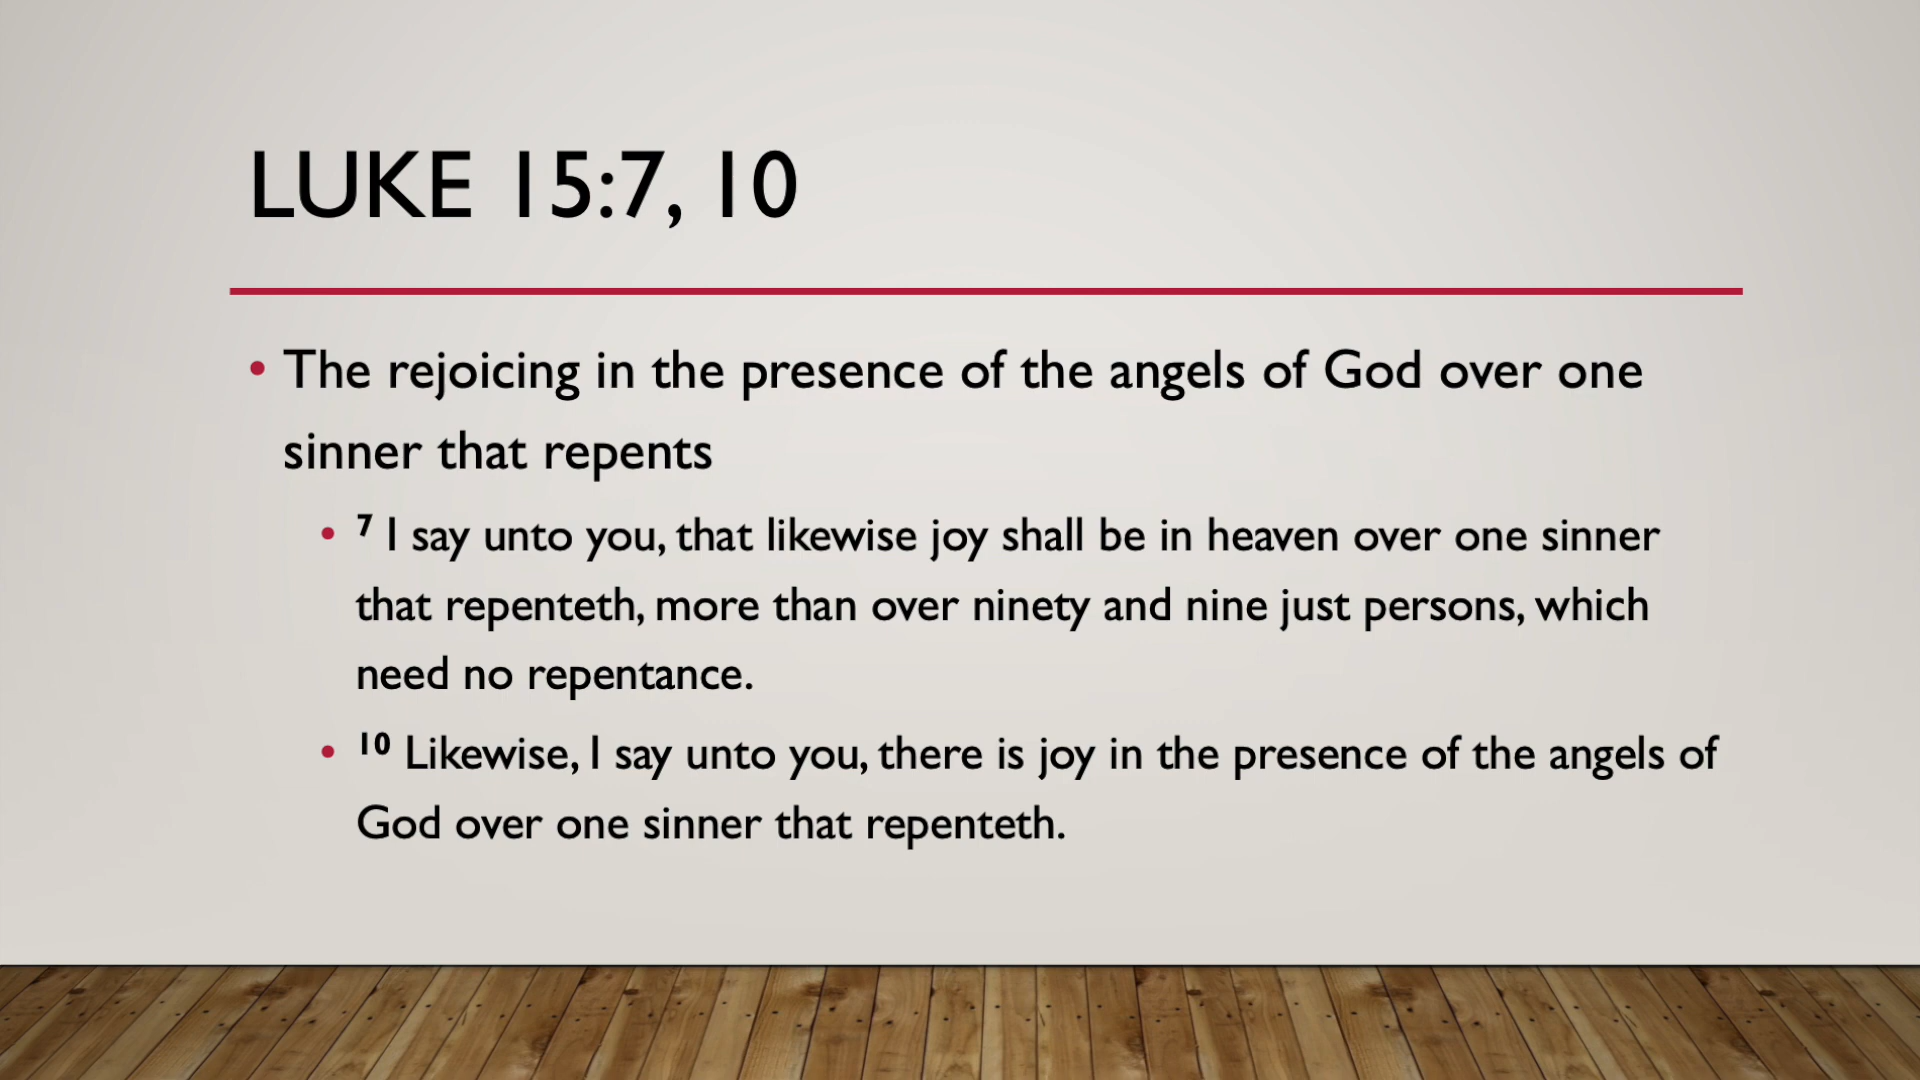 LUKE 15:7, 10
• The rejoicing in the presence of the angels of God over one
sinner that repents
• ⁷ I say unto you, that likewise joy shall be in heaven over one sinner
that repenteth, more than over ninety and nine just persons, which
need no repentance.
• ¹⁰ Likewise, I say unto you, there is joy in the presence of the angels of
God over one sinner that repenteth.